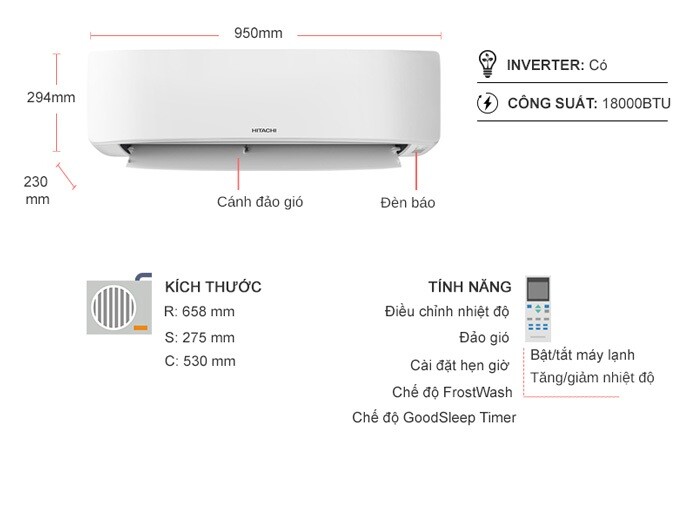 950mm
INVERTER: Có
294mm
CÔNG SUẤT: 18000BTU
HITACHI
230
mm
Cánh đảo gió
Đèn báo
KÍCH THƯỚC
R: 658 mm
S: 275 mm
C: 530 mm
TÍNH NĂNG
Điều chỉnh nhiệt độ
Đảo gió
Cài đặt hẹn giờ
Chế độ FrostWash
Chế độ GoodSleep Timer
Bật/tắt máy lạnh
Tăng/giảm nhiệt độ